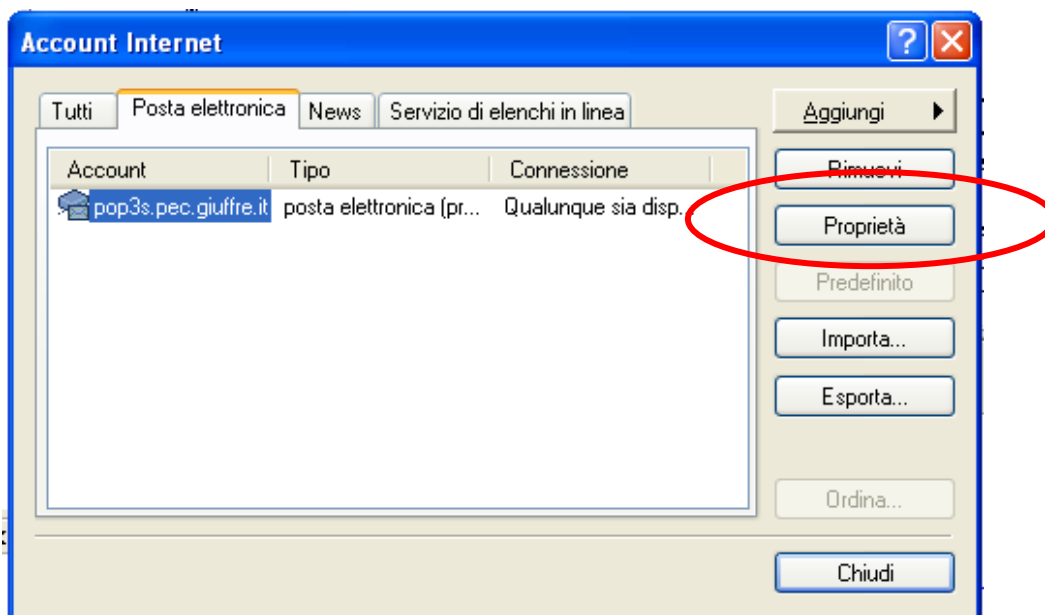 Account Internet
Tutti Posta elettronica News Servizio di elenchi in linea
Aggiungi
Account Tipo Connessione
Rimuovi
pop3s.pec.giuffre.it posta elettronica (pr... Qualunque sia disp...
Proprietà
Predefinito
Importa...
Esporta...
Ordina...
Chiudi